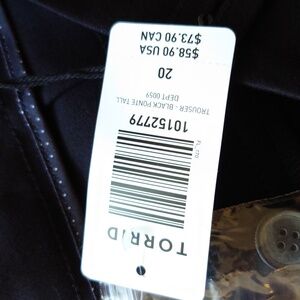 TORRID
10152779
TROUSER - BLACK PONTE TALL
DEPT 0059
20
$58.90 USA
$73.90 CAN